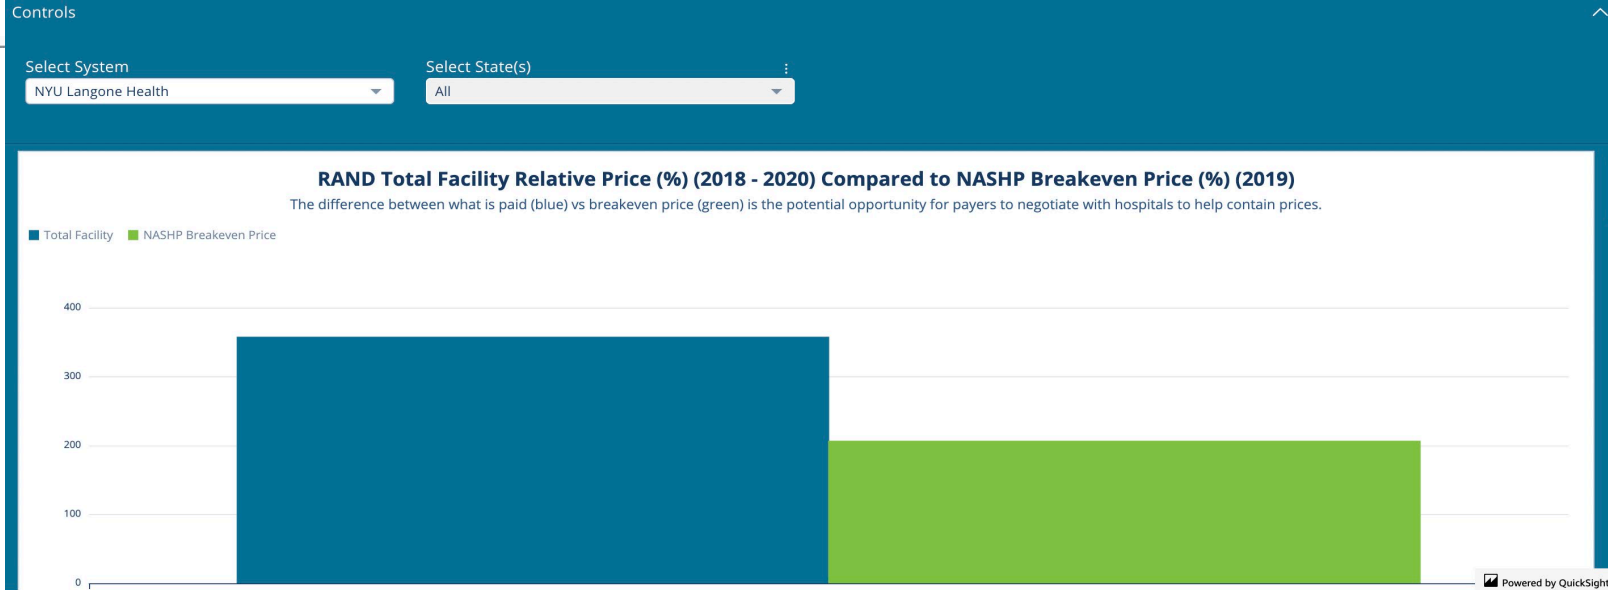 Controls
Select System
Select State(s)
NYU Langone Health
All
RAND Total Facility Relative Price (%) (2018 - 2020) Compared to NASHP Breakeven Price (%) (2019)
The difference between what is paid (blue) vs breakeven price (green) is the potential opportunity for payers to negotiate with hospitals to help contain prices.
Total Facility NASHP Breakeven Price
400
300
200
100
0
Powered by QuickSight